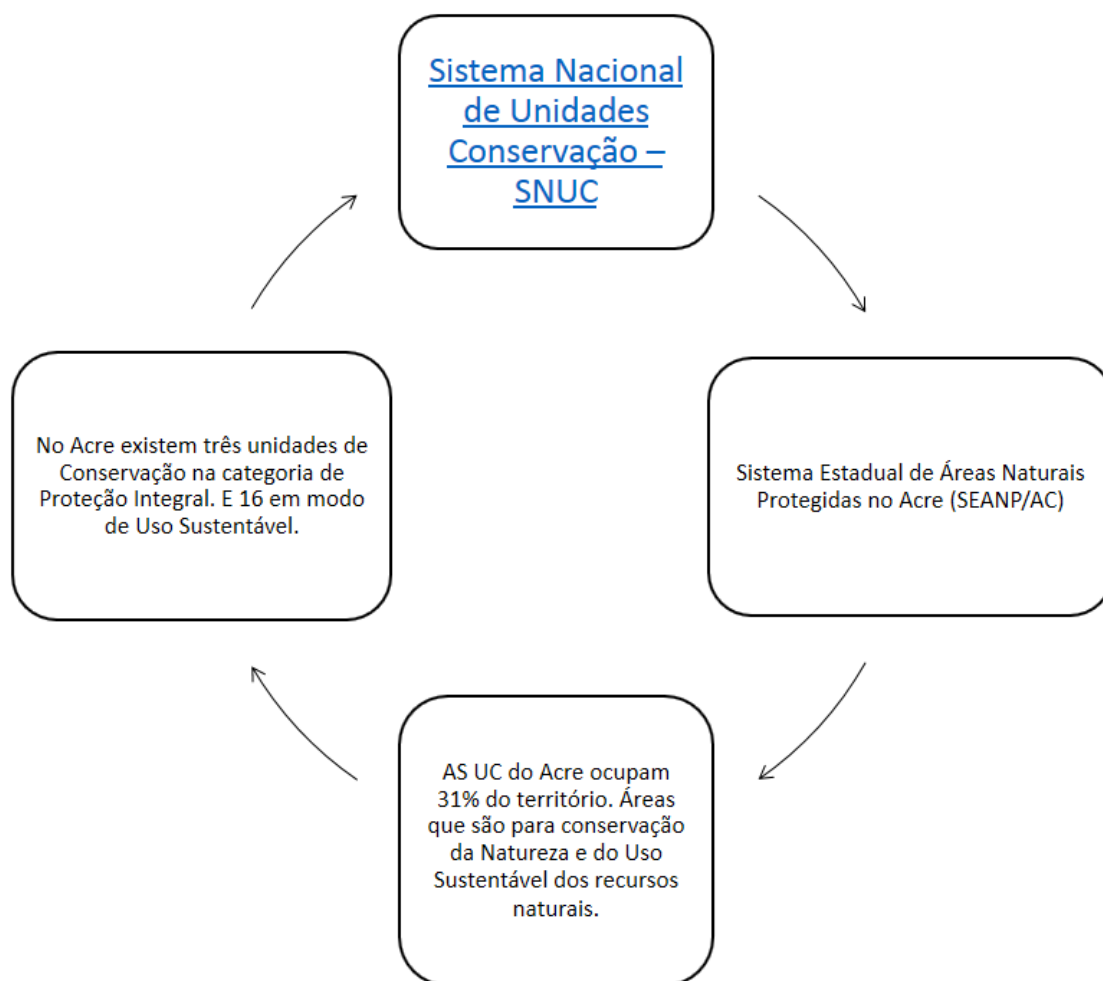 Sistema Nacional
de Unidades
Conservação –
SNUC
Sistema Estadual de Áreas Naturais
Protegidas no Acre (SEANP/AC)
AS UC do Acre ocupam
31% do território. Áreas
que são para conservação
da Natureza e do Uso
Sustentável dos recursos
naturais.
No Acre existem três unidades de
Conservação na categoria de
Proteção Integral. E 16 em modo
de Uso Sustentável.